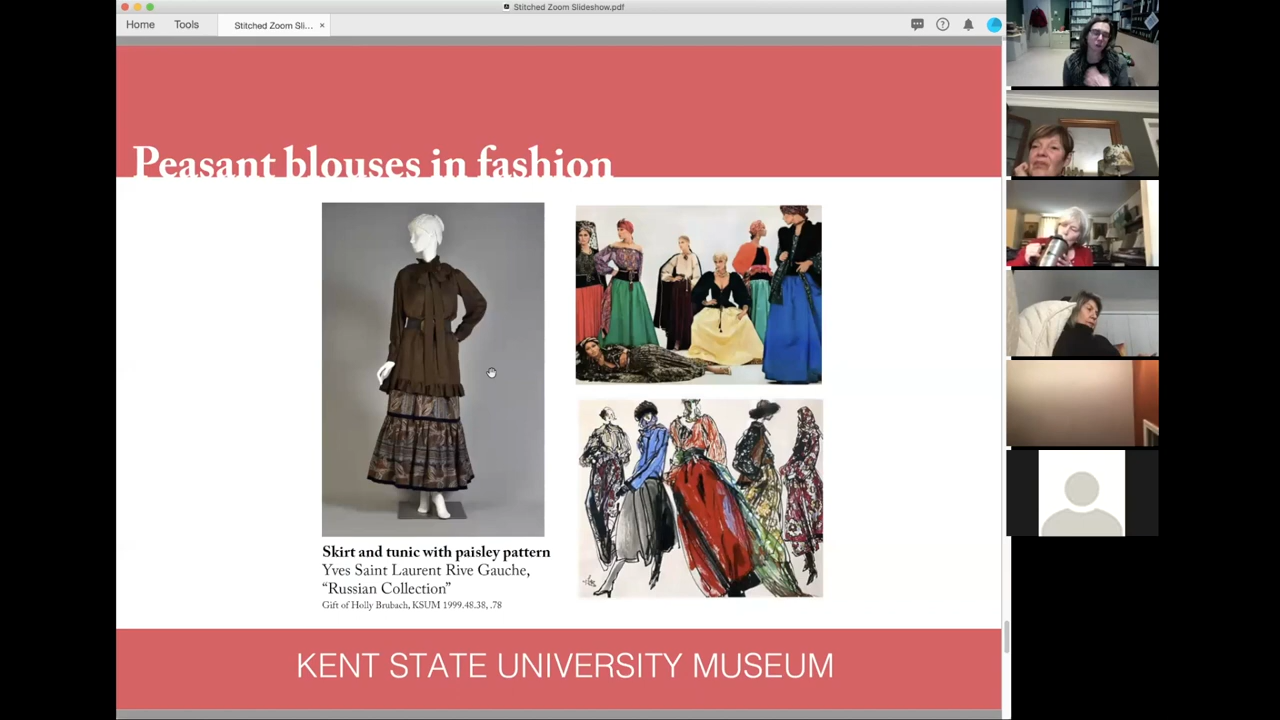 Stitched Zoom Slideshow.pdf
Home
Tools
Stitched Zoom Sli...
Peasant blouses in fashion
Skirt and tunic with paisley pattern
Yves Saint Laurent Rive Gauche,
“Russian Collection”
Gift of Holly Brubach, KSUM 1999.48.38, .78
KENT STATE UNIVERSITY MUSEUM